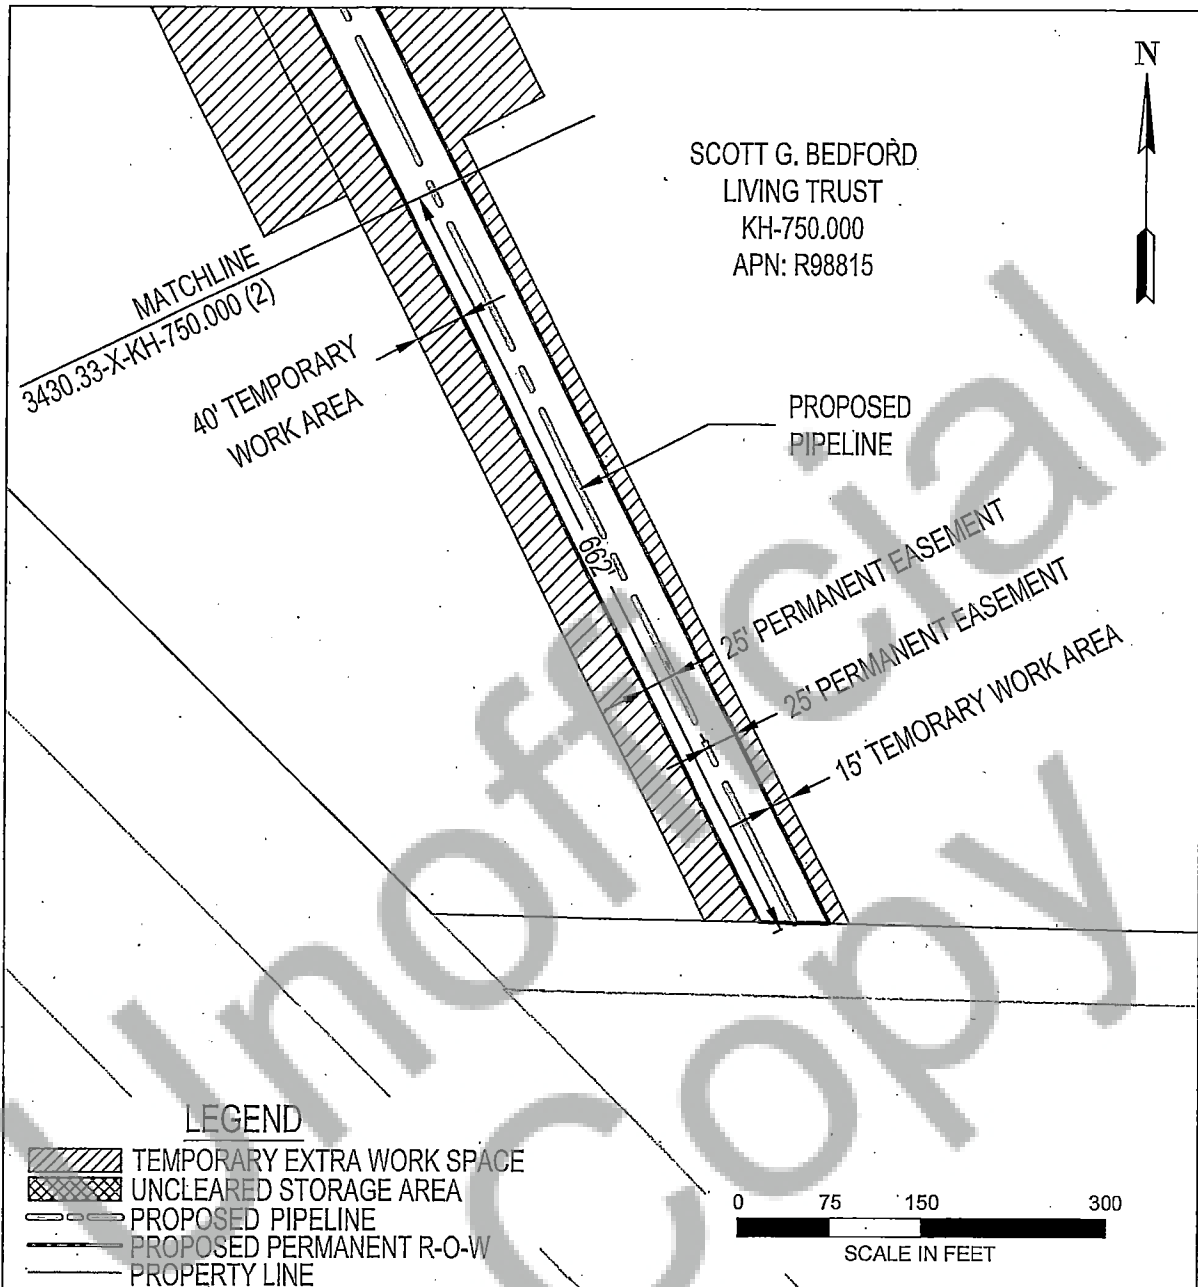 N
SCOTT G. BEDFORD
LIVING TRUST
KH-750.000
APN: R98815
MATCHLINE
3430.33-X-KH-750.000 (2)
40' TEMPORARY
WORK AREA
PROPOSED
PIPELINE
662'
25' PERMANENT EASEMENT
25' PERMANENT EASEMENT
15' TEMORARY WORK AREA
Unofficial
Copy
LEGEND
TEMPORARY EXTRA WORK SPACE
UNCLEARED STORAGE AREA
PROPOSED PIPELINE
PROPOSED PERMANENT R-O-W
PROPERTY LINE
0 75 150 300
SCALE IN FEET